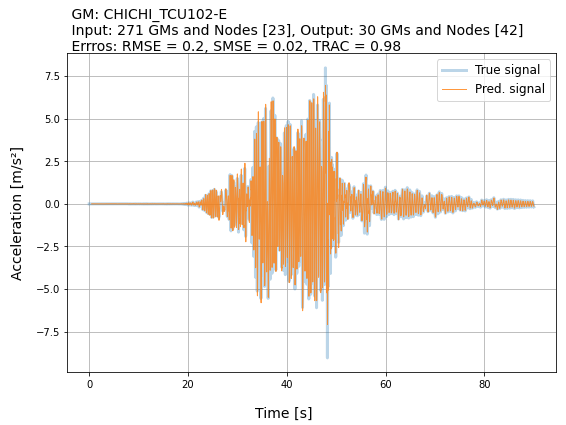 GM: CHICHI_TCU102-E
Input: 271 GMs and Nodes [23], Output: 30 GMs and Nodes [42]
Errros: RMSE = 0.2, SMSE = 0.02, TRAC = 0.98
True signal
Pred. signal
7.5
5.0
2.5
0.0
−2.5
−5.0
−7.5
Acceleration [m/s²]
0 20 40 60 80
Time [s]